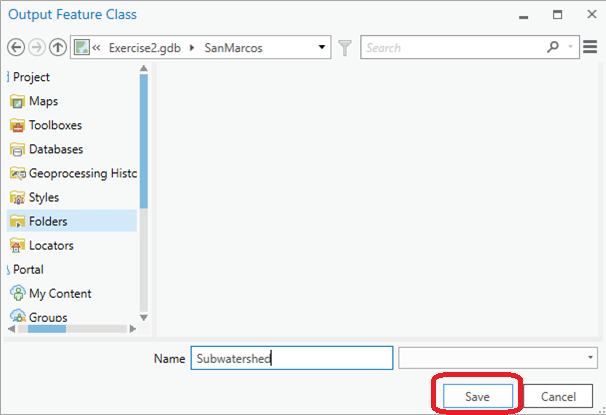 Output Feature Class
Exercise2.gdb SanMarcos
Search
Project
Maps
Toolboxes
Databases
Geoprocessing Histo
Styles
Folders
Locators
Portal
My Content
Groups
Name Subwatershed
Save Cancel